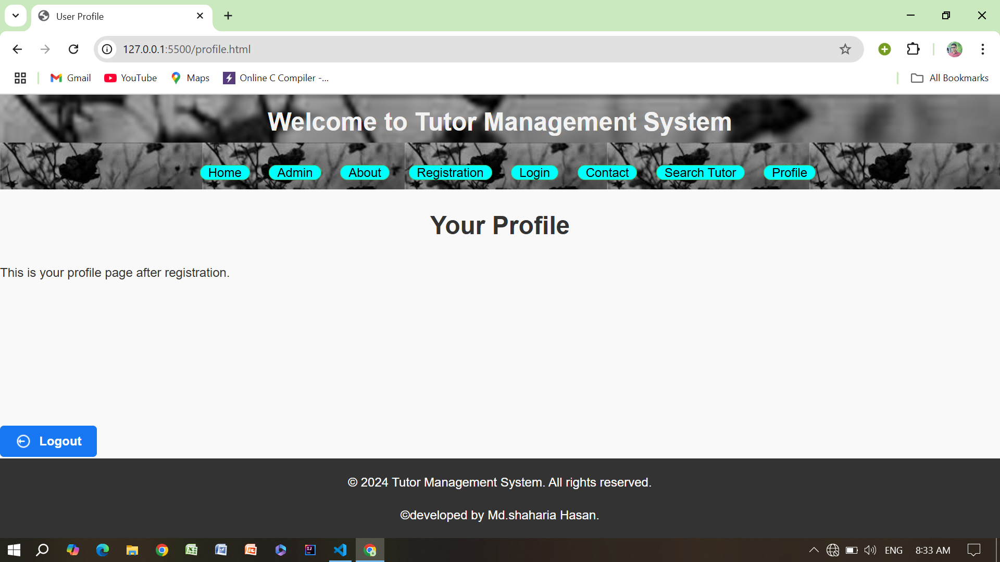 User Profile
127.0.0.1:5500/profile.html
Gmail YouTube Maps Online C Compiler -... All Bookmarks
Welcome to Tutor Management System
Home Admin About Registration Login Contact Search Tutor Profile
Your Profile
This is your profile page after registration.
Logout
© 2024 Tutor Management System. All rights reserved.
©developed by Md.shaharia Hasan.
ENG 8:33 AM